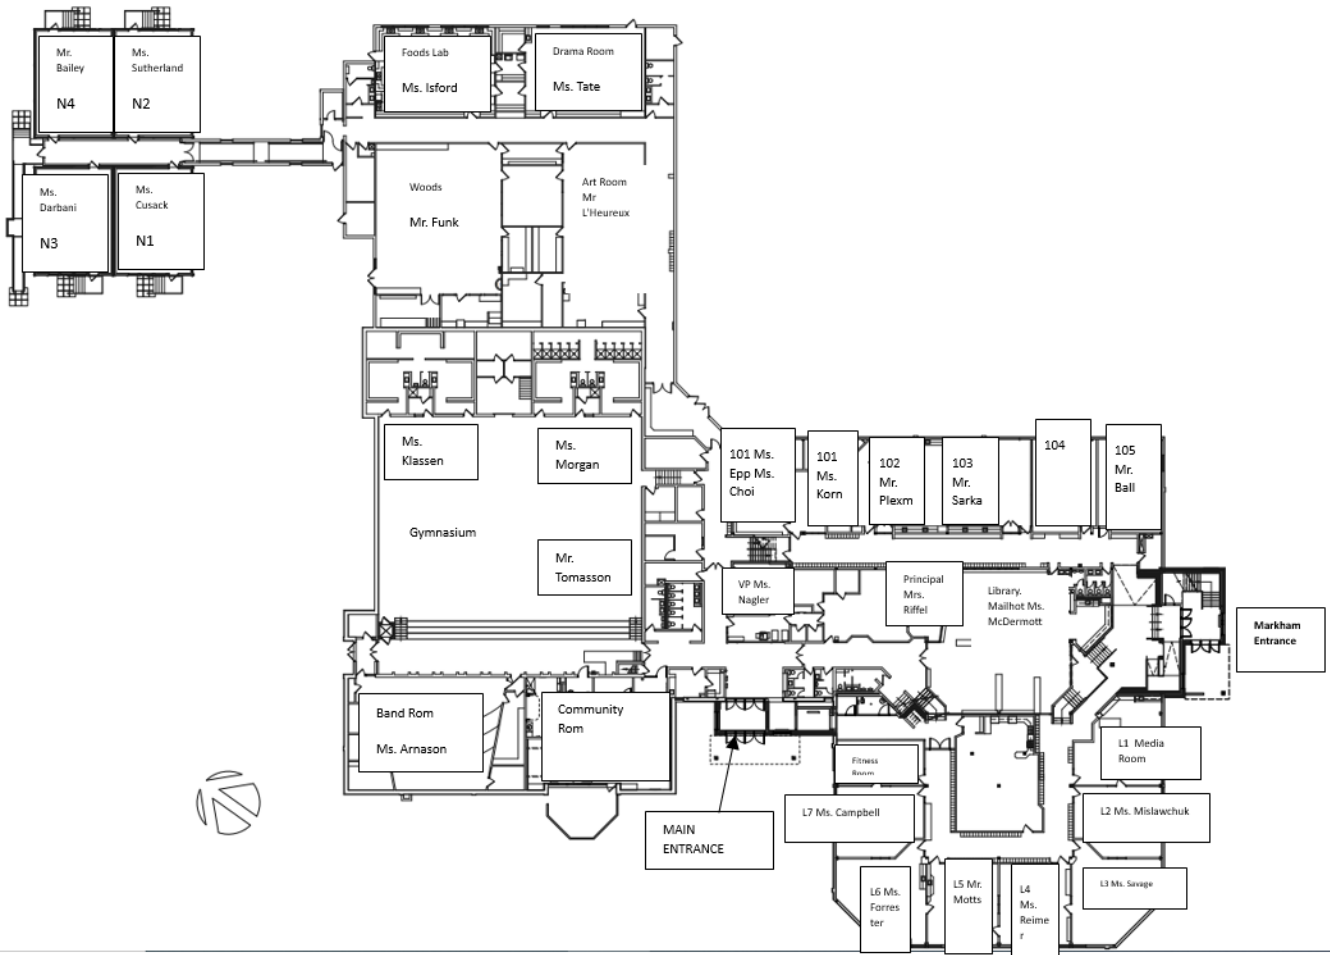 Mr.
Bailey
N4
Ms.
Sutherland
N2
Foods Lab
Ms. Isford
Drama Room
Ms. Tate
Ms.
Darbani
N3
Ms.
Cusack
N1
Woods
Mr. Funk
Art Room
Mr
L'Heureux
Ms.
Klassen
Ms.
Morgan
Gymnasium
Mr.
Tomasson
101 Ms.
Epp Ms.
Choi
101
Ms.
Korn
102
Mr.
Plexm
103
Mr.
Sarka
104
105
Mr.
Ball
VP Ms.
Nagler
Principal
Mrs.
Riffel
Library.
Mailhot Ms.
McDermott
Markham
Entrance
Band Rom
Ms. Arnason
Community
Rom
MAIN
ENTRANCE
Fitness
Room
L1 Media
Room
L7 Ms. Campbell
L2 Ms. Mislawchuk
L6 Ms.
Forres
ter
L5 Mr.
Motts
L4
Ms.
Reime
r
L3 Ms. Savage